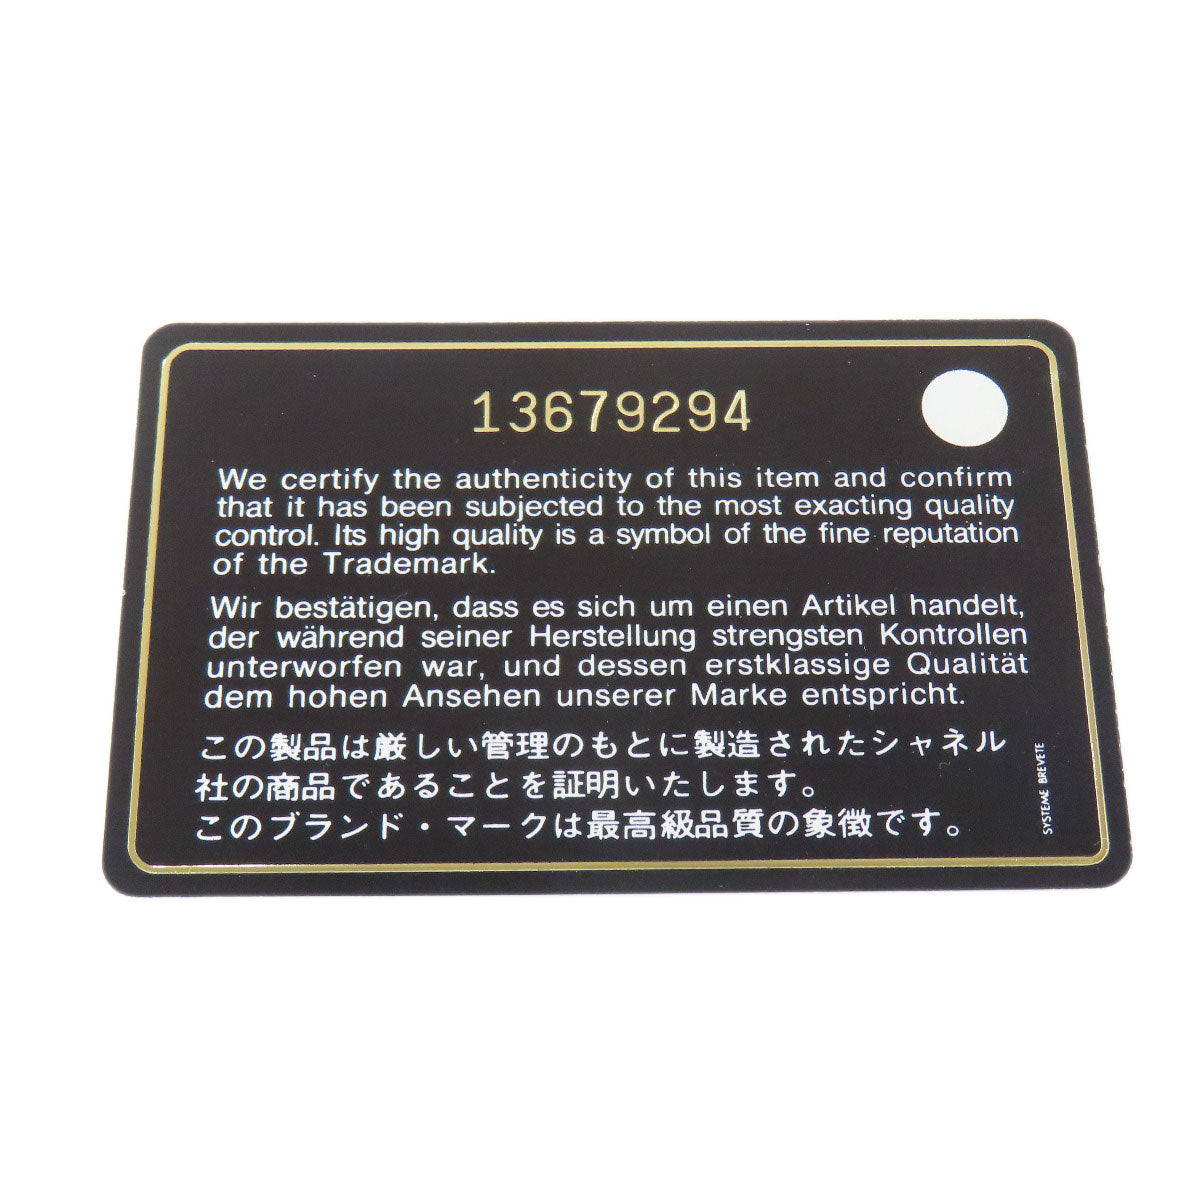 13679294
We certify the authenticity of this item and confirm
that it has been subjected to the most exacting quality
control. Its high quality is a symbol of the fine reputation
of the Trademark.
Wir bestätigen, dass es sich um einen Artikel handelt,
der während seiner Herstellung strengsten Kontrollen
unterworfen war, und dessen erstklassige Qualität
dem hohen Ansehen unserer Marke entspricht.
この製品は厳しい管理のもとに製造されたシャネル
社の商品であることを証明いたします。
このブランド・マークは最高級品質の象徴です。
SYSTEME BREVETE